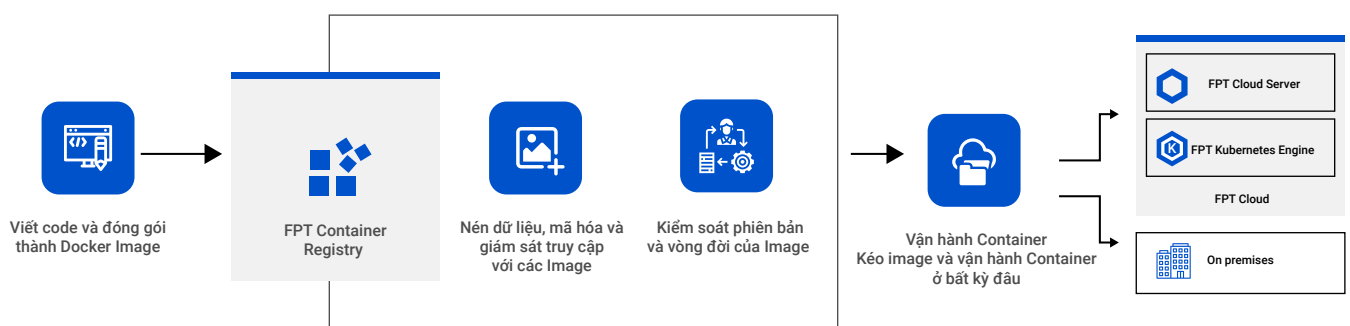 Viết code và đóng gói
thành Docker Image
FPT Container
Registry
Nén dữ liệu, mã hóa và
giám sát truy cập
với các Image
Kiểm soát phiên bản
và vòng đời của Image
Vận hành Container
Kéo image và vận hành Container
ở bất kỳ đâu
FPT Cloud Server
FPT Kubernetes Engine
FPT Cloud
On premises